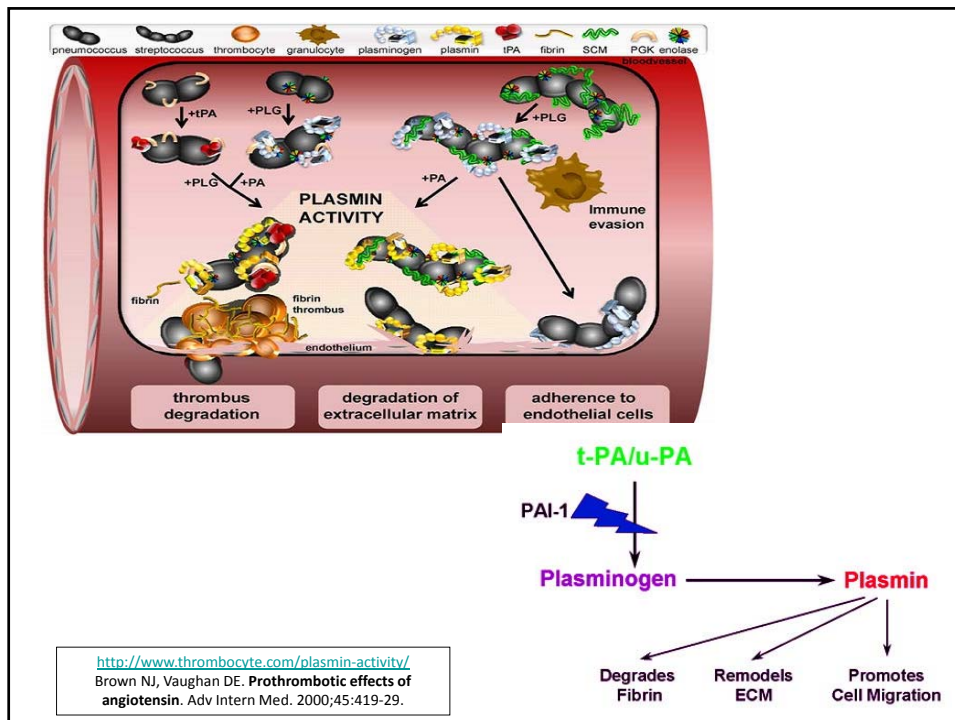 pneumococcus streptococcus thrombocyte granulocyte plasminogen plasmin tPA fibrin SCM PGK enolase
bloodvessel
+tPA
+PLG
+PLG
+PLG
+PA
+PA
PLASMIN
ACTIVITY
Immune
evasion
fibrin
fibrin
thrombus
endothelium
thrombus
degradation
degradation of
extracellular matrix
adherence to
endothelial cells
t-PA/u-PA
PAI-1
Plasminogen
Plasmin
Degrades
Fibrin
Remodels
ECM
Promotes
Cell Migration
http://www.thrombocyte.com/plasmin-activity/
Brown NJ, Vaughan DE. Prothrombotic effects of
angiotensin. Adv Intern Med. 2000;45:419-29.